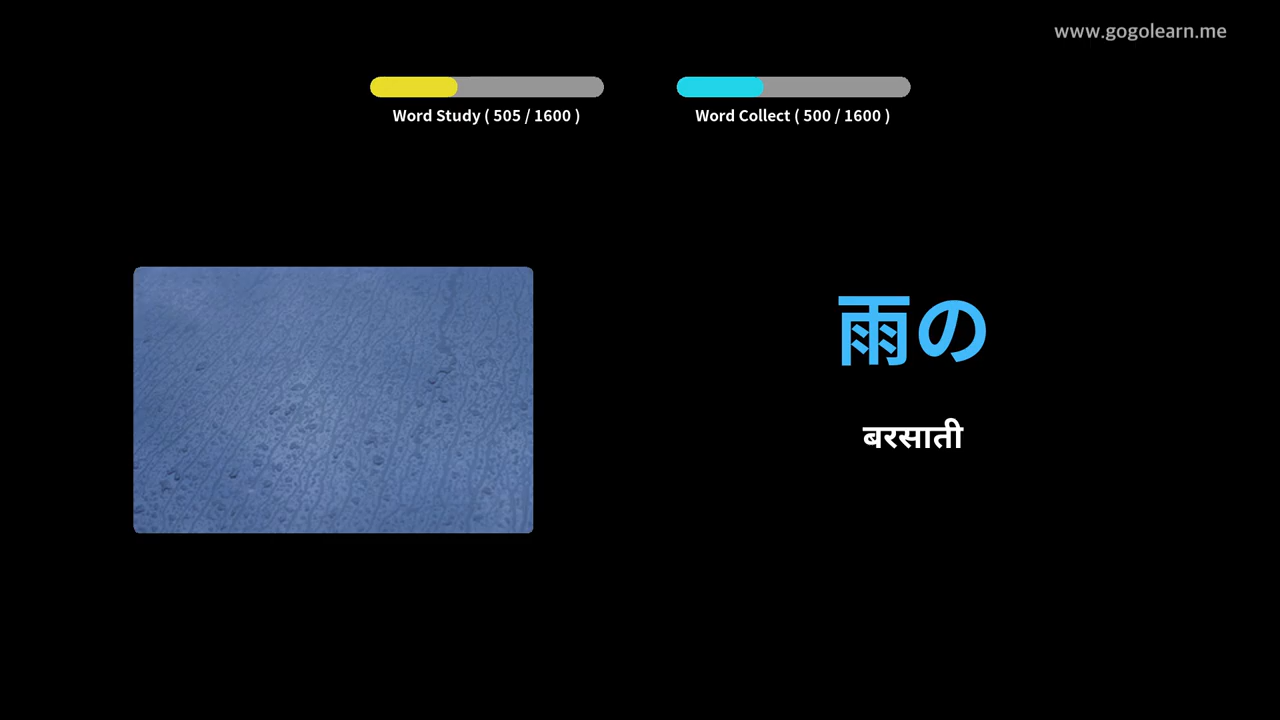 www.gogolearn.me
Word Study ( 505 / 1600 )
Word Collect ( 500 / 1600 )
雨の
बरसाती